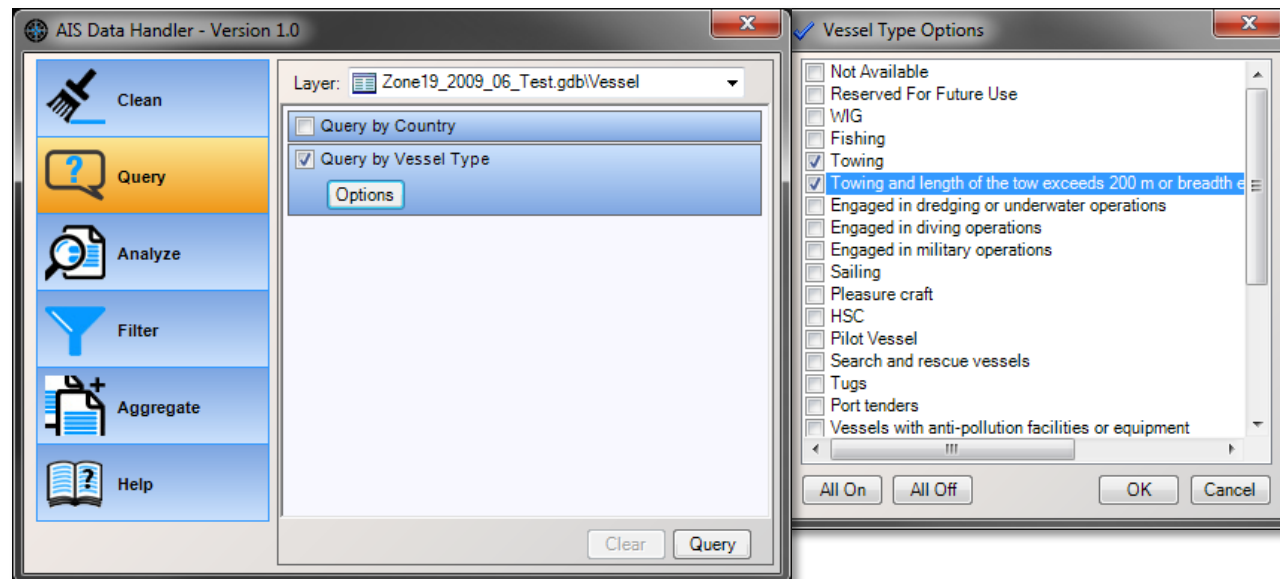 AIS Data Handler - Version 1.0
Clean
Query
Analyze
Filter
Aggregate
Help
Layer: Zone19_2009_06_Test.gdb\Vessel
Query by Country
Query by Vessel Type
Options
Clear
Query
Vessel Type Options
Not Available
Reserved For Future Use
WIG
Fishing
Towing
Towing and length of the tow exceeds 200 m or breadth e
Engaged in dredging or underwater operations
Engaged in diving operations
Engaged in military operations
Sailing
Pleasure craft
HSC
Pilot Vessel
Search and rescue vessels
Tugs
Port tenders
Vessels with anti-pollution facilities or equipment
All On
All Off
OK
Cancel